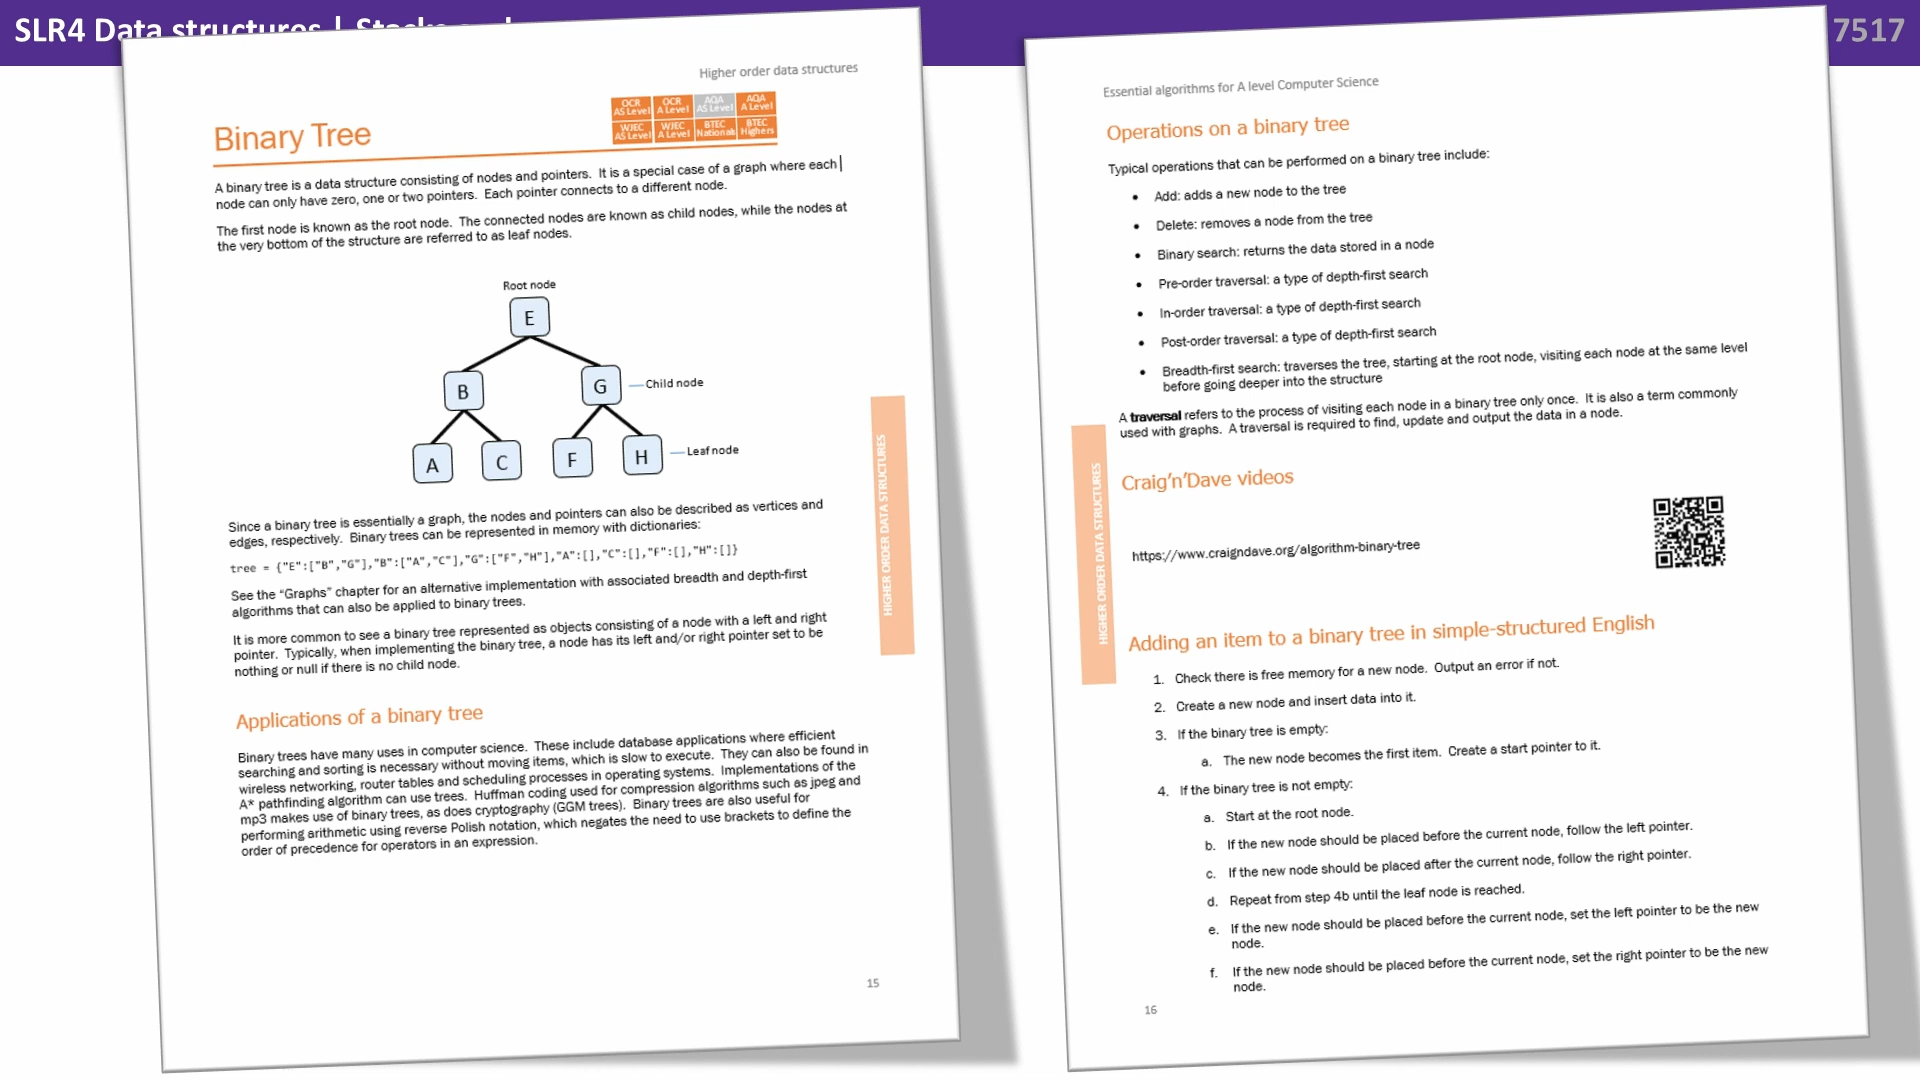 SLR4 Data structures | Stacks and
7517
Higher order data structures
OCR AS Level
OCR A Level
AQA AS Level
AQA A Level
WJEC AS Level
WJEC A Level
BTEC Nationals
BTEC Highers
Binary Tree
A binary tree is a data structure consisting of nodes and pointers. It is a special case of a graph where each
node can only have zero, one or two pointers. Each pointer connects to a different node.
The first node is known as the root node. The connected nodes are known as child nodes, while the nodes at
the very bottom of the structure are referred to as leaf nodes.
Root node
E
B
G
Child node
A
C
F
H
Leaf node
Since a binary tree is essentially a graph, the nodes and pointers can also be described as vertices and
edges, respectively. Binary trees can be represented in memory with dictionaries:
tree = {"E":["B","G"],"B":["A","C"],"G":["F","H"],"A":[],"C":[],"F":[],"H":[]}
See the "Graphs" chapter for an alternative implementation with associated breadth and depth-first
algorithms that can also be applied to binary trees.
It is more common to see a binary tree represented as objects consisting of a node with a left and right
pointer. Typically, when implementing the binary tree, a node has its left and/or right pointer set to be
nothing or null if there is no child node.
Applications of a binary tree
Binary trees have many uses in computer science. These include database applications where efficient
searching and sorting is necessary without moving items, which is slow to execute. They can also be found in
wireless networking, router tables and scheduling processes in operating systems. Implementations of the
A* pathfinding algorithm can use trees. Huffman coding used for compression algorithms such as jpeg and
mp3 makes use of binary trees, as does cryptography (GGM trees). Binary trees are also useful for
performing arithmetic using reverse Polish notation, which negates the need to use brackets to define the
order of precedence for operators in an expression.
HIGHER ORDER DATA STRUCTURES
15
Essential algorithms for A level Computer Science
Operations on a binary tree
Typical operations that can be performed on a binary tree include:
• Add: adds a new node to the tree
• Delete: removes a node from the tree
• Binary search: returns the data stored in a node
• Pre-order traversal: a type of depth-first search
• In-order traversal: a type of depth-first search
• Post-order traversal: a type of depth-first search
• Breadth-first search: traverses the tree, starting at the root node, visiting each node at the same level
before going deeper into the structure
A traversal refers to the process of visiting each node in a binary tree only once. It is also a term commonly
used with graphs. A traversal is required to find, update and output the data in a node.
Craig'n'Dave videos
https://www.craigndave.org/algorithm-binary-tree
HIGHER ORDER DATA STRUCTURES
Adding an item to a binary tree in simple-structured English
1. Check there is free memory for a new node. Output an error if not.
2. Create a new node and insert data into it.
3. If the binary tree is empty:
a. The new node becomes the first item. Create a start pointer to it.
4. If the binary tree is not empty:
a. Start at the root node.
b. If the new node should be placed before the current node, follow the left pointer.
c. If the new node should be placed after the current node, follow the right pointer.
d. Repeat from step 4b until the leaf node is reached.
e. If the new node should be placed before the current node, set the left pointer to be the new
node.
f. If the new node should be placed before the current node, set the right pointer to be the new
node.
16